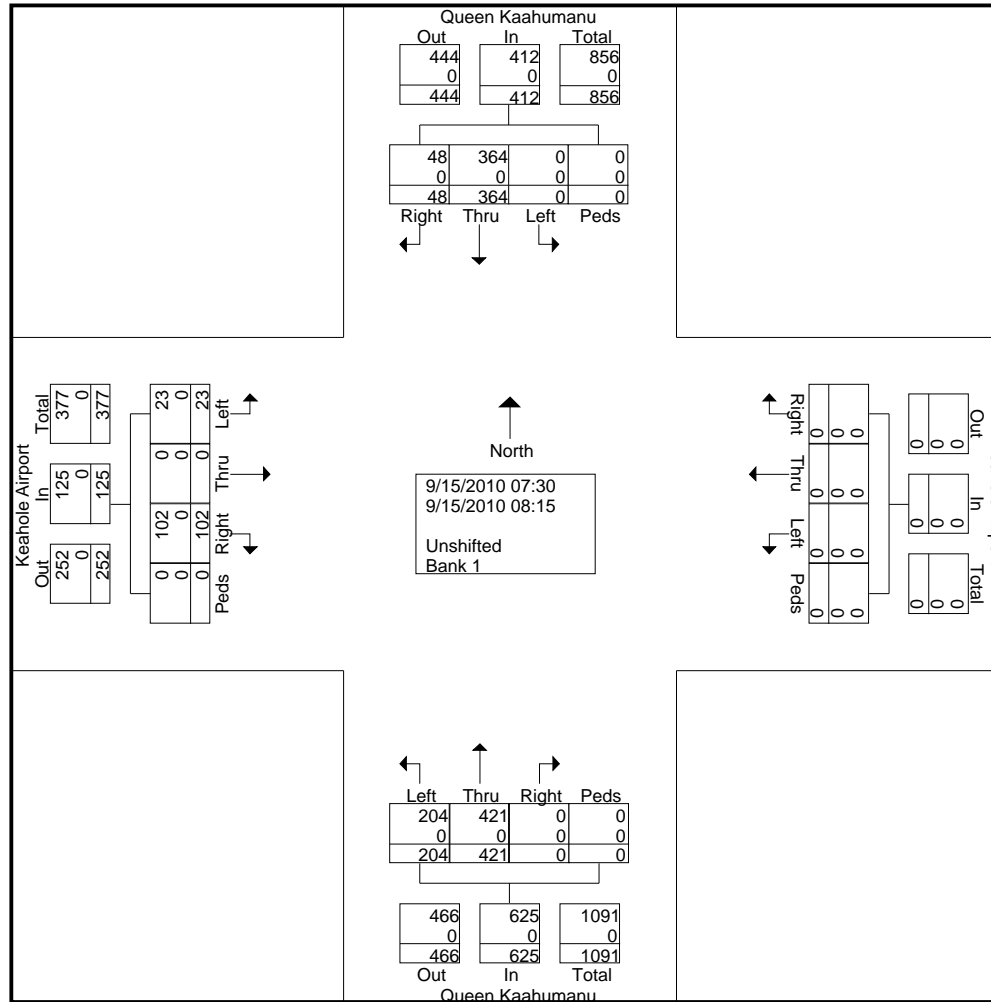 Queen Kaahumanu
Out In Total
444 412 856
0 0 0
444 412 856
48 364 0 0
0 0 0 0
48 364 0 0
Right Thru Left Peds
Keahole Airport
Total In Out
377 125 252
0 0 0
377 125 252
23 0 102 0
0 0 0 0
23 0 102 0
Left Thru Right Peds
North
9/15/2010 07:30
9/15/2010 08:15
Unshifted
Bank 1
Right Thru Left Peds
0 0 0 0
0 0 0 0
0 0 0 0
0 0 0
0 0 0
0 0 0
Out In Total
Left Thru Right Peds
204 421 0 0
0 0 0 0
204 421 0 0
466 625 1091
0 0 0
466 625 1091
Out In Total
Queen Kaahumanu